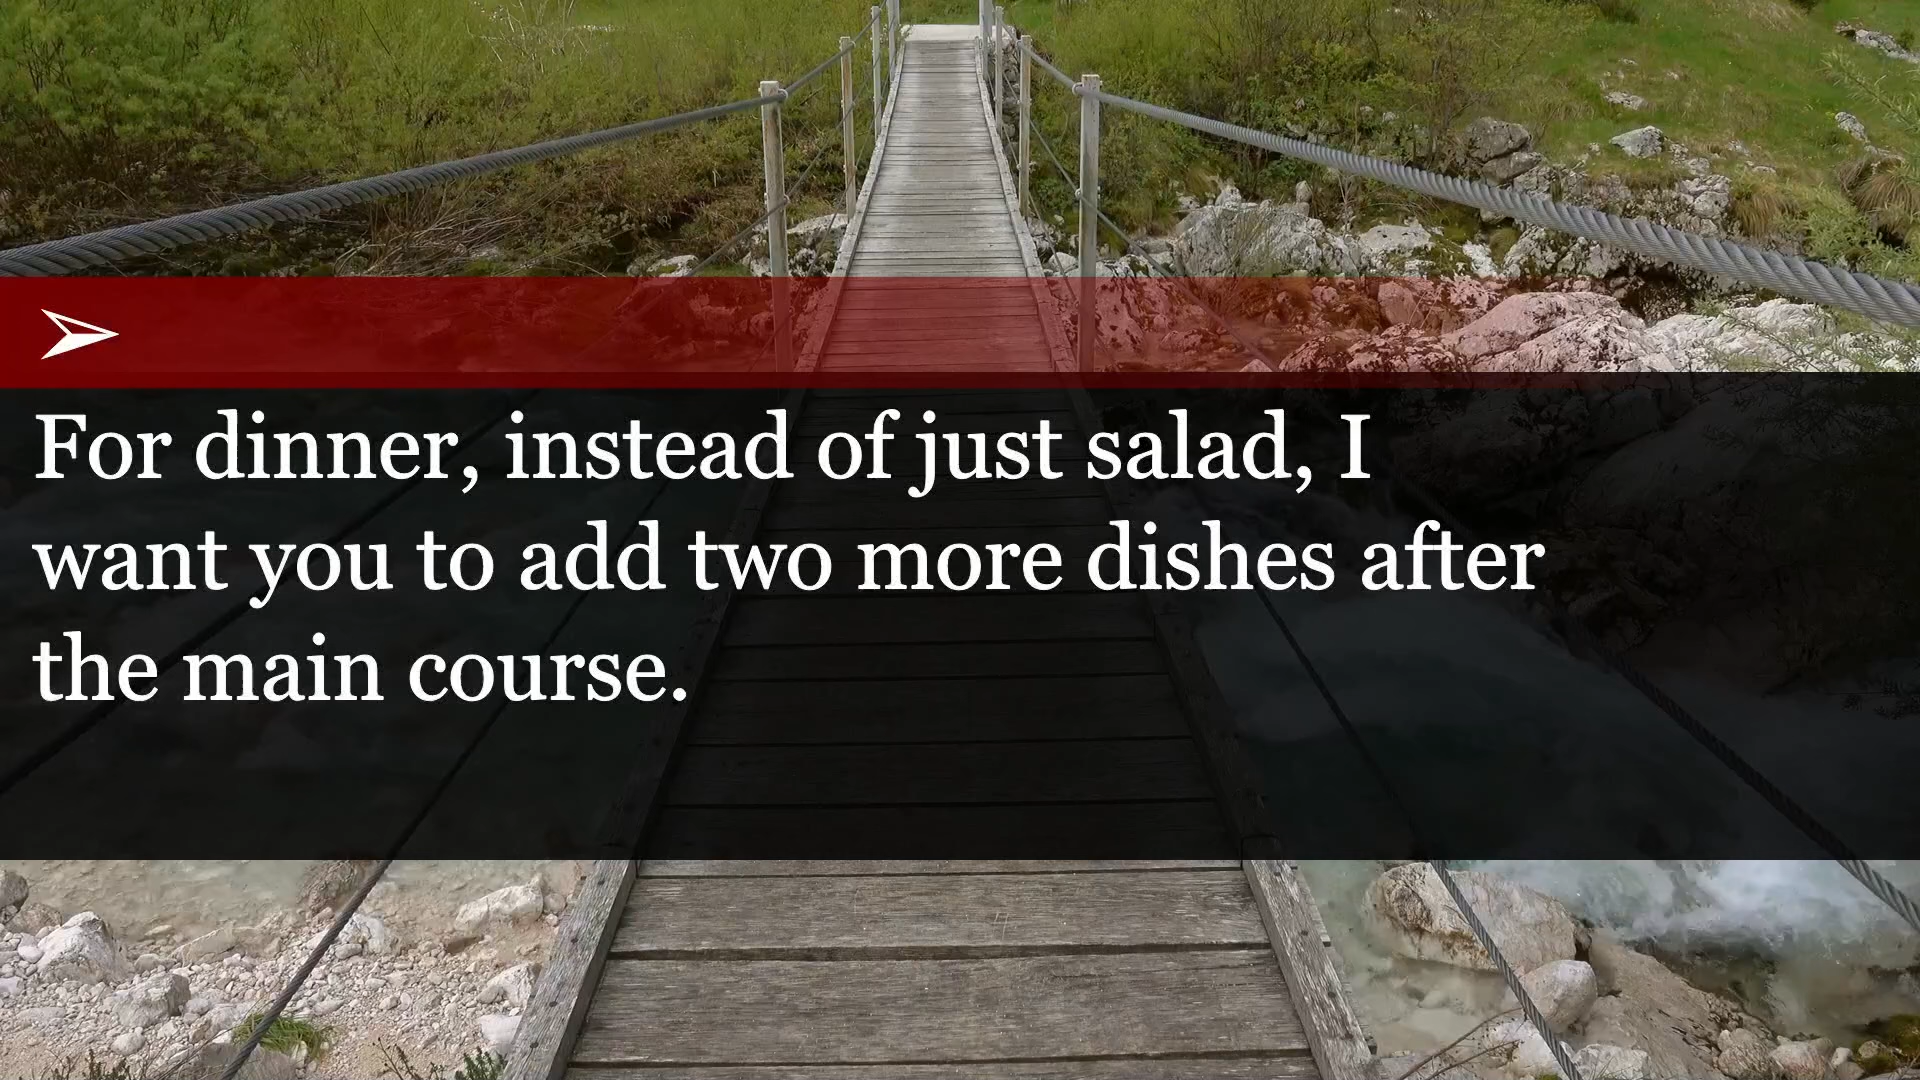 For dinner, instead of just salad, I
want you to add two more dishes after
the main course.